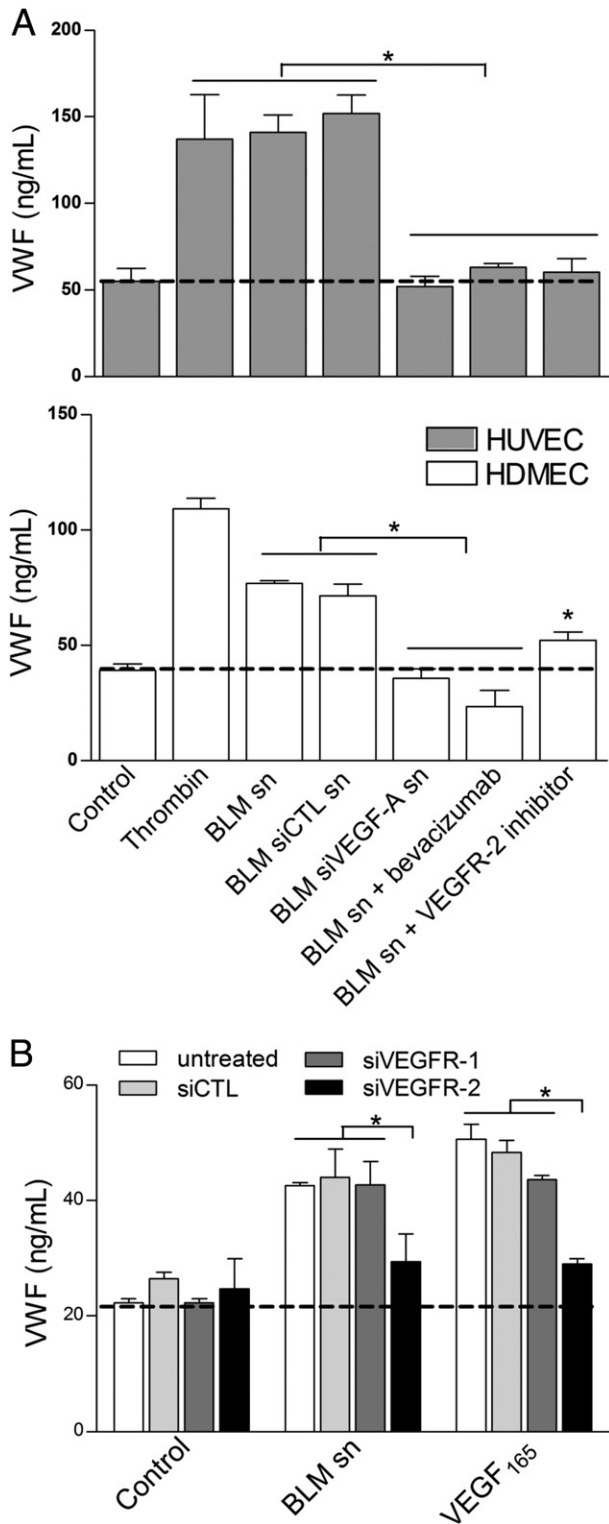 A
VWF (ng/mL)
200
150
100
50
0
*
VWF (ng/mL)
150
100
50
0
HUVEC
HDMEC
*
*
Control
Thrombin
BLM sn
BLM siCTL sn
BLM siVEGF-A sn
BLM sn + bevacizumab
BLM sn + VEGFR-2 inhibitor
B
untreated
siCTL
siVEGFR-1
siVEGFR-2
VWF (ng/mL)
60
40
20
0
*
*
Control
BLM sn
VEGF165